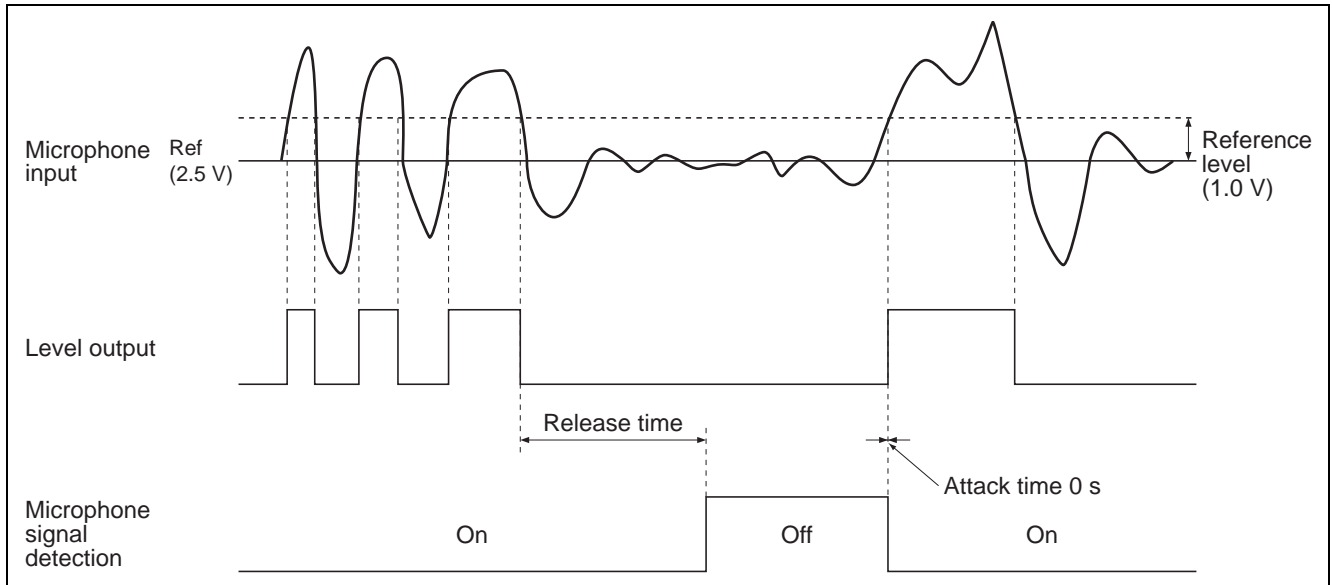 Microphone
input
Ref
(2.5 V)
Reference
level
(1.0 V)
Level output
Release time
Attack time 0 s
Microphone
signal
detection
On
Off
On